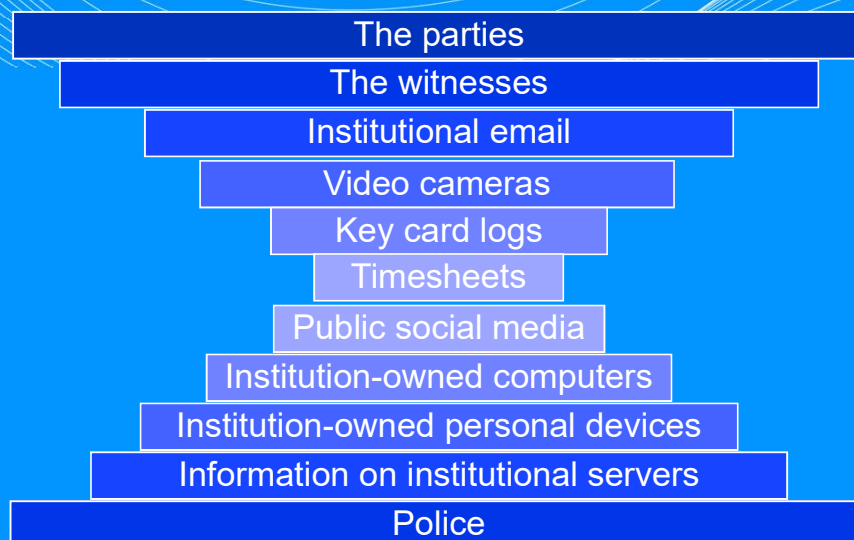 The parties
The witnesses
Institutional email
Video cameras
Key card logs
Timesheets
Public social media
Institution-owned computers
Institution-owned personal devices
Information on institutional servers
Police